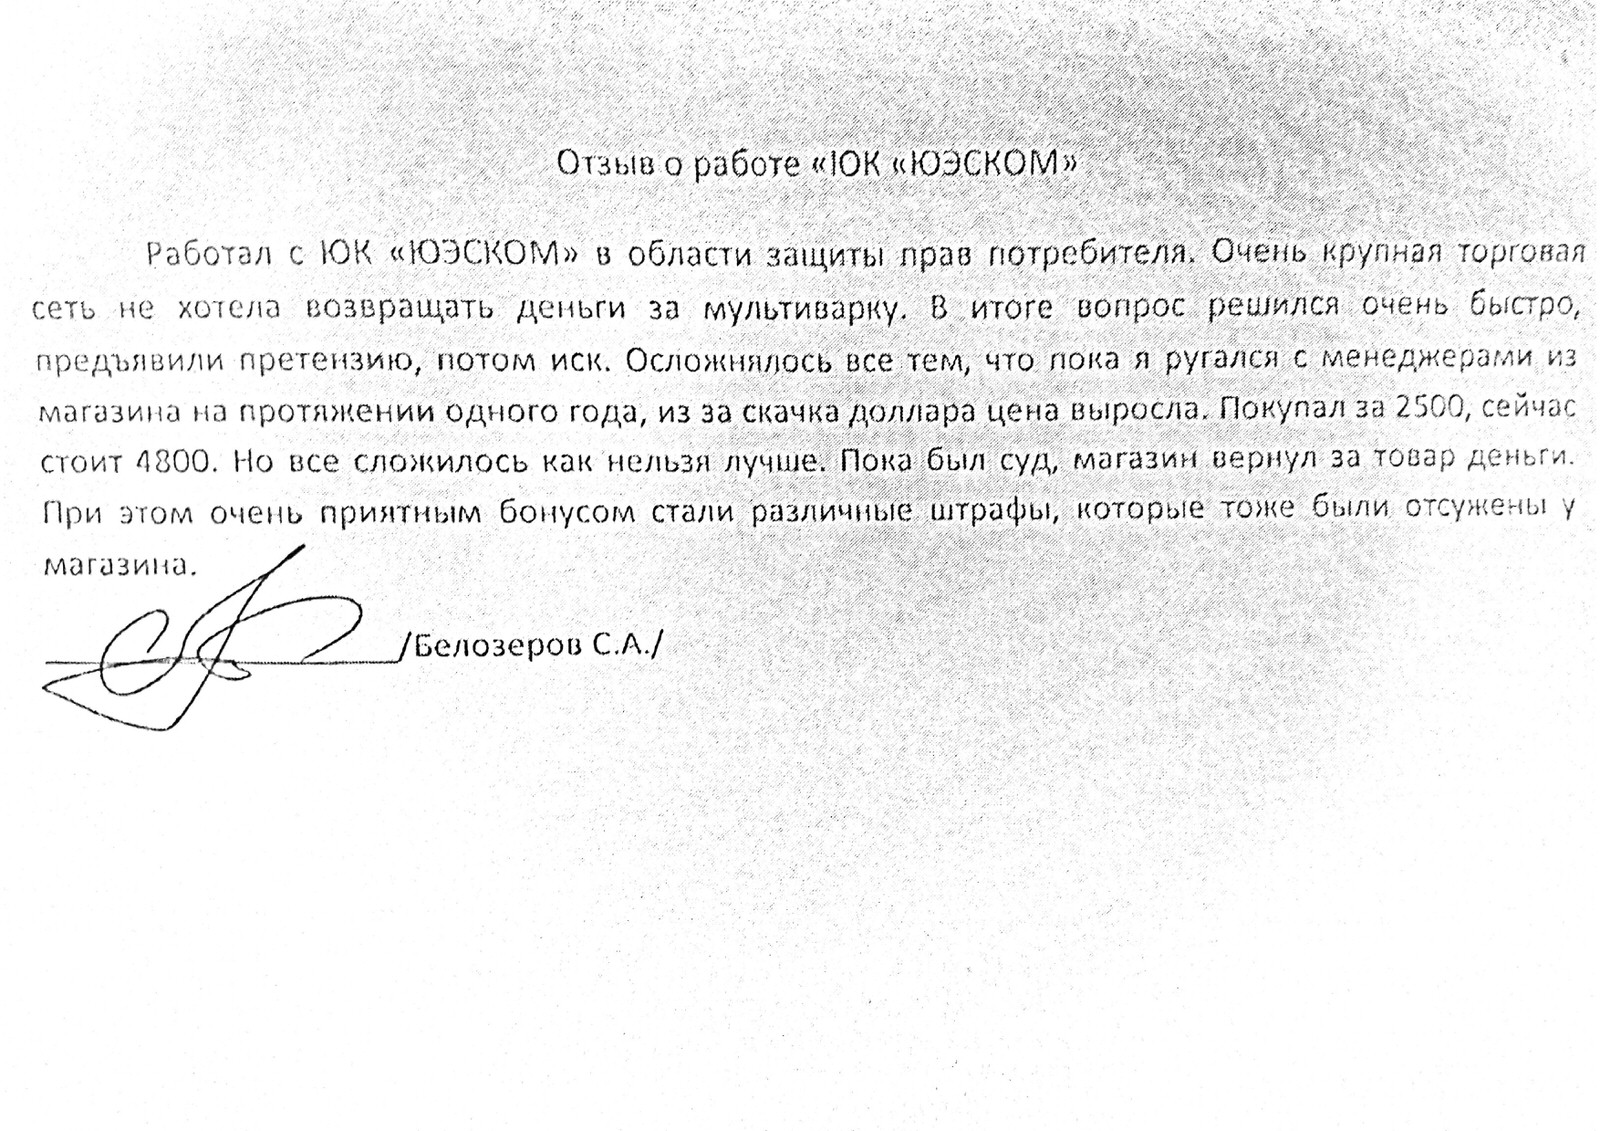 Отзыв о работе «ЮК «ЮЭСКОМ»
Работал с ЮК «ЮЭСКОМ» в области защиты прав потребителя. Очень крупная торговая
сеть не хотела возвращать деньги за мультиварку. В итоге вопрос решился очень быстро,
предъявили претензию, потом иск. Осложнялось все тем, что пока я ругался с менеджерами из
магазина на протяжении одного года, из за скачка доллара цена выросла. Покупал за 2500, сейчас
стоит 4800. Но все сложилось как нельзя лучше. Пока был суд, магазин вернул за товар деньги.
При этом очень приятным бонусом стали различные штрафы, которые тоже были отсужены у
магазина.
/Белозеров С.А./